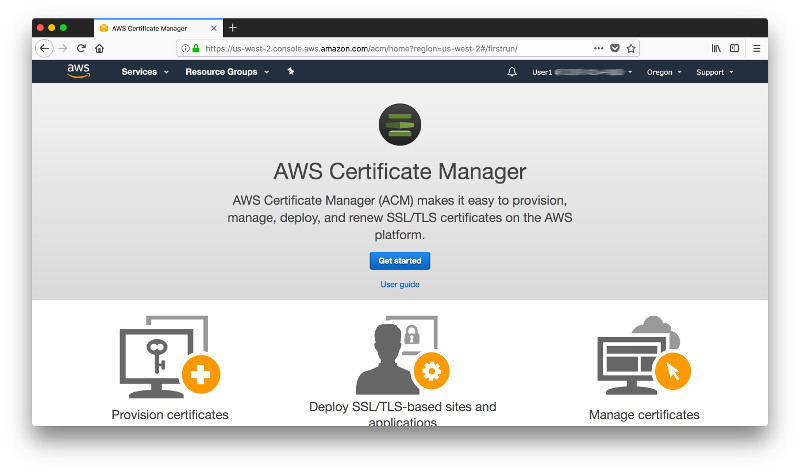 AWS Certificate Manager
https://us-west-2.console.aws.amazon.com/acm/home?region=us-west-2#/firstrun/
aws Services Resource Groups User1 Oregon Support
AWS Certificate Manager
AWS Certificate Manager (ACM) makes it easy to provision,
manage, deploy, and renew SSL/TLS certificates on the AWS
platform.
Get started
User guide
Provision certificates
Deploy SSL/TLS-based sites and
applications
Manage certificates